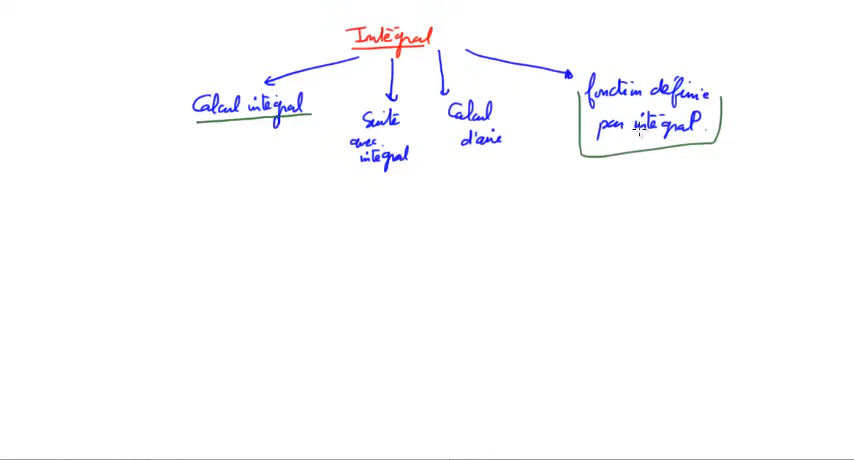 Intégral
Calcul intégral
Suite
avec
intégral
Calcul
d'aire
fonction définie
par intégral.